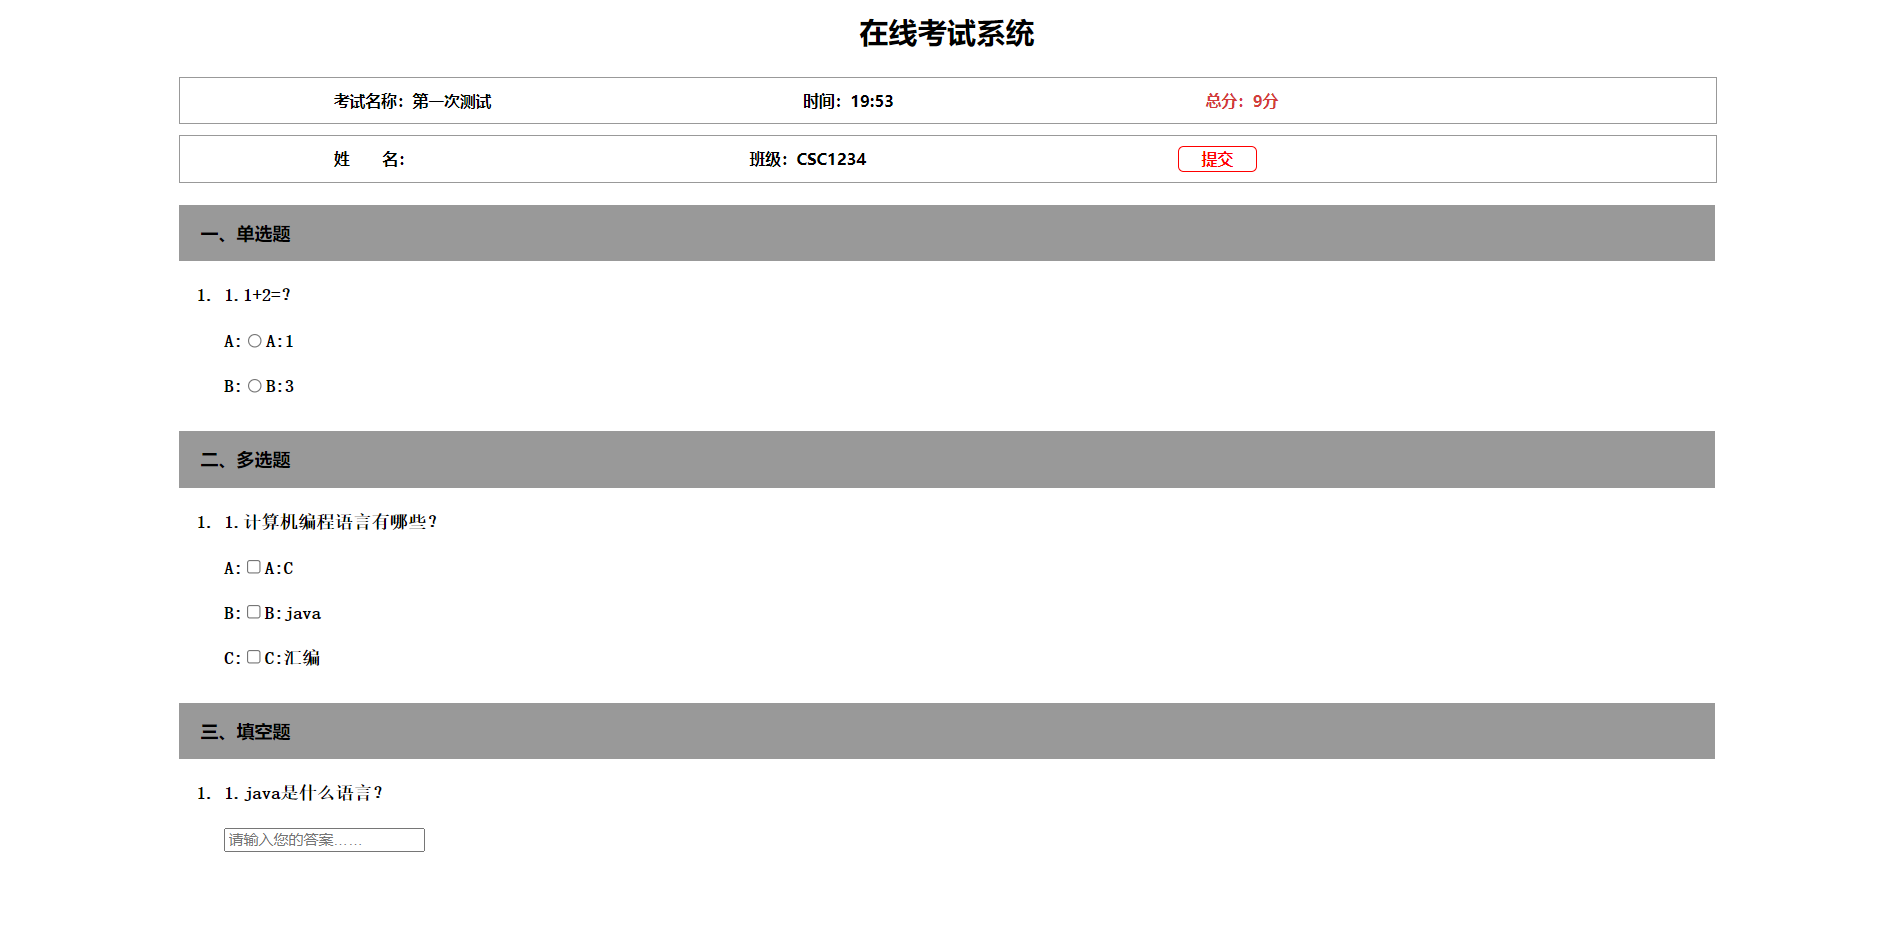 在线考试系统
考试名称：第一次测试 时间：19:53 总分：9分
姓 名： 班级：CSC1234 提交
一、单选题
1. 1.1+2=?
A: A:1
B: B:3
二、多选题
1. 1.计算机编程语言有哪些?
A: A:C
B: B:java
C: C:汇编
三、填空题
1. 1.java是什么语言?
请输入您的答案……